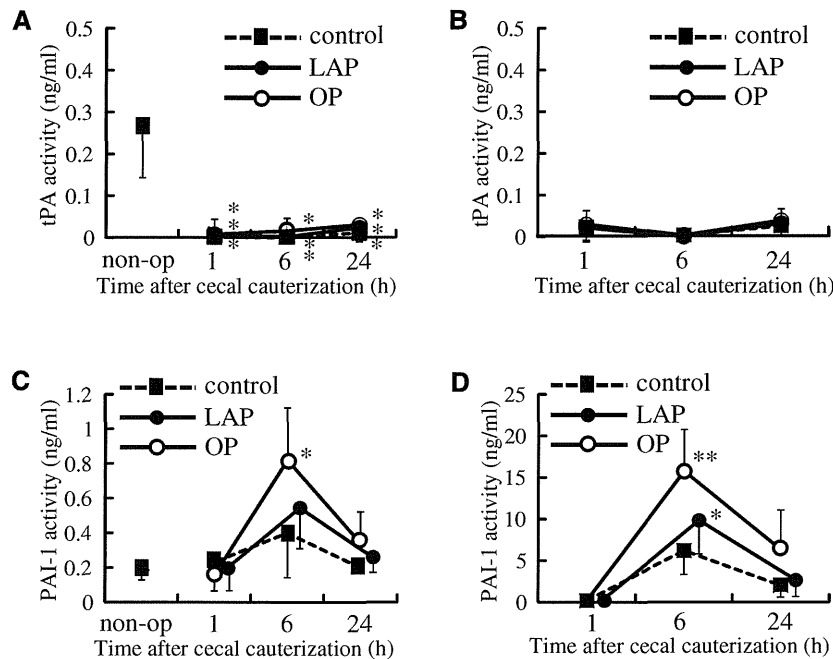 A
control
LAP
OP
tPA activity (ng/ml)
0.5
0.4
0.3
0.2
0.1
0
* * *
* * *
* * *
non-op 1 6 24
Time after cecal cauterization (h)
B
control
LAP
OP
tPA activity (ng/ml)
0.5
0.4
0.3
0.2
0.1
0
1 6 24
Time after cecal cauterization (h)
C
control
LAP
OP
PAI-1 activity (ng/ml)
1.2
1
0.8
0.6
0.4
0.2
0
*
non-op 1 6 24
Time after cecal cauterization (h)
D
control
LAP
OP
PAI-1 activity (ng/ml)
25
20
15
10
5
0
**
*
1 6 24
Time after cecal cauterization (h)